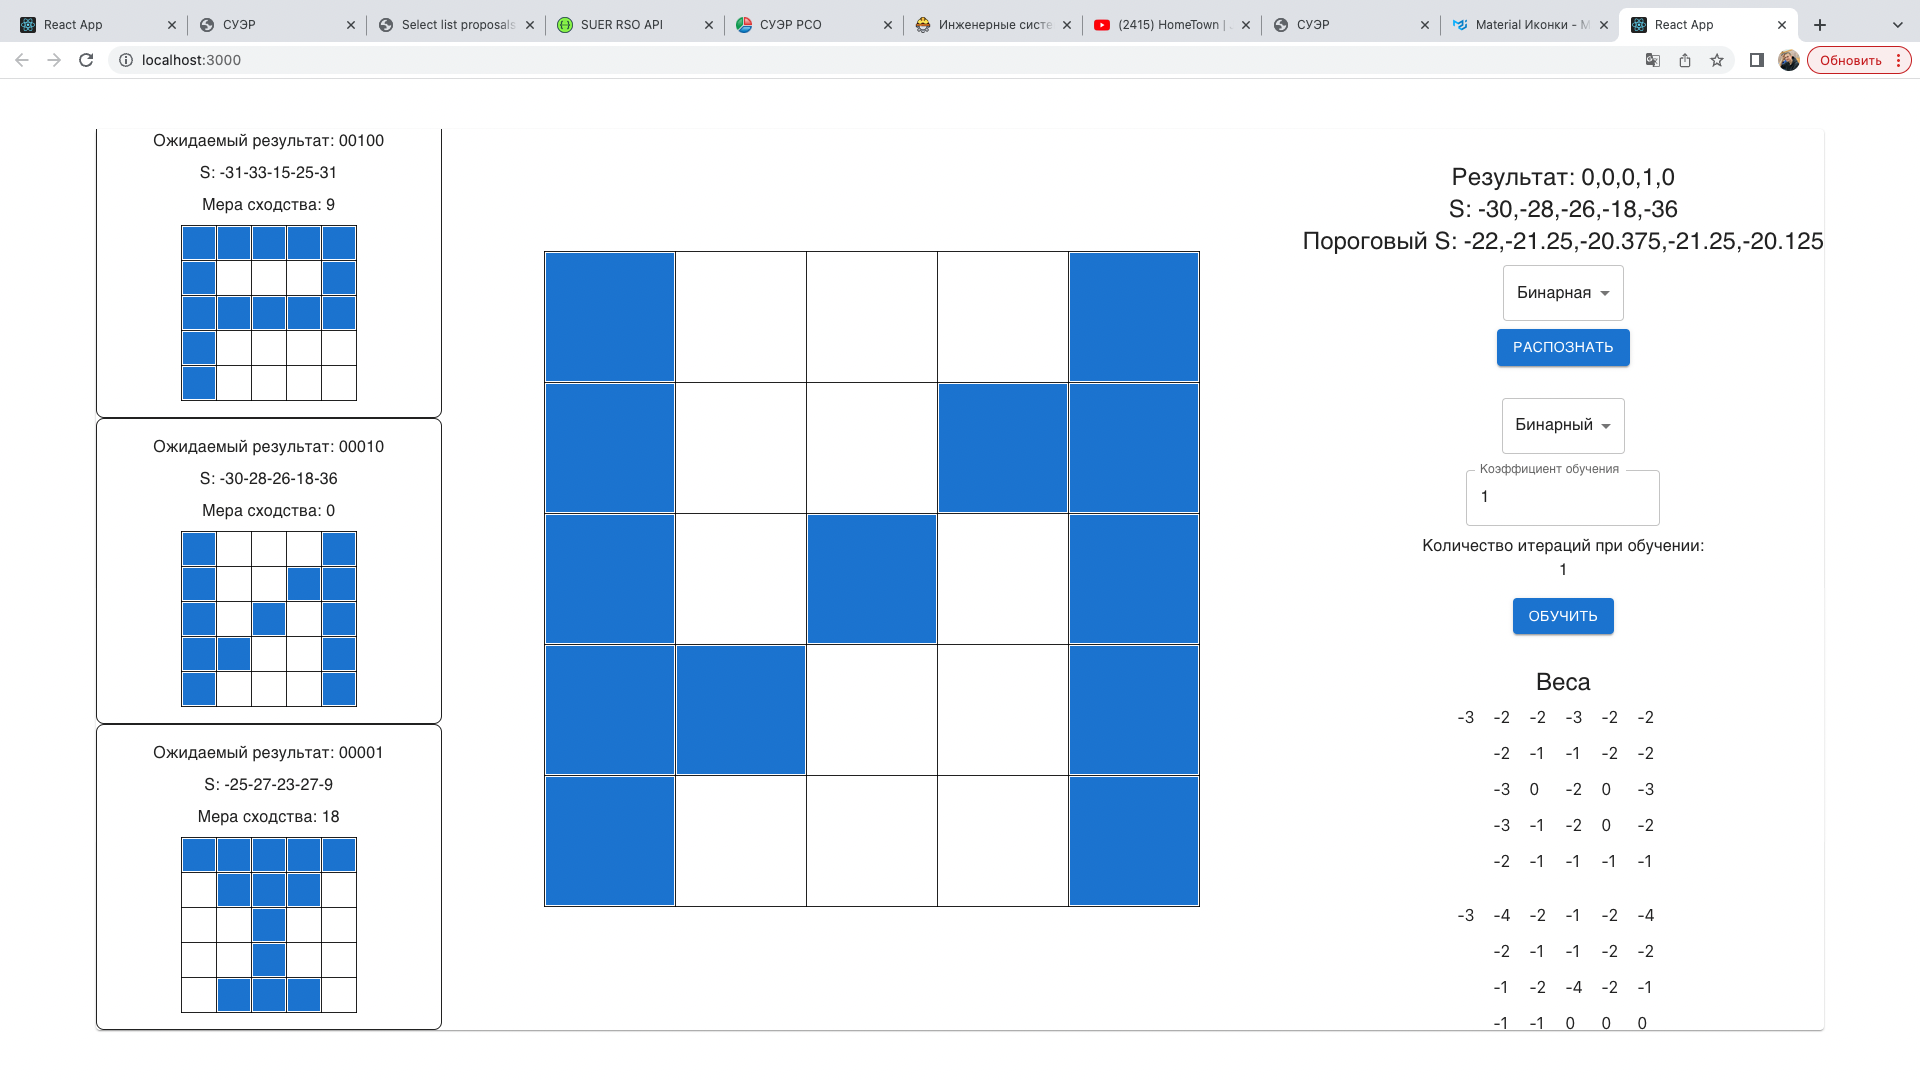 React App
СУЭР
Select list proposals
SUER RSO API
СУЭР РСО
Инженерные систе
(2415) HomeTown |
СУЭР
Material Иконки - M
React App
localhost:3000
Обновить
Ожидаемый результат: 00100
S: -31-33-15-25-31
Мера сходства: 9
Ожидаемый результат: 00010
S: -30-28-26-18-36
Мера сходства: 0
Ожидаемый результат: 00001
S: -25-27-23-27-9
Мера сходства: 18
Результат: 0,0,0,1,0
S: -30,-28,-26,-18,-36
Пороговый S: -22,-21.25,-20.375,-21.25,-20.125
Бинарная
РАСПОЗНАТЬ
Бинарный
Коэффициент обучения
1
Количество итераций при обучении:
1
ОБУЧИТЬ
Веса
-3 -2 -2 -3 -2 -2
-2 -1 -1 -2 -2
-3 0 -2 0 -3
-3 -1 -2 0 -2
-2 -1 -1 -1 -1
-3 -4 -2 -1 -2 -4
-2 -1 -1 -2 -2
-1 -2 -4 -2 -1
-1 -1 0 0 0